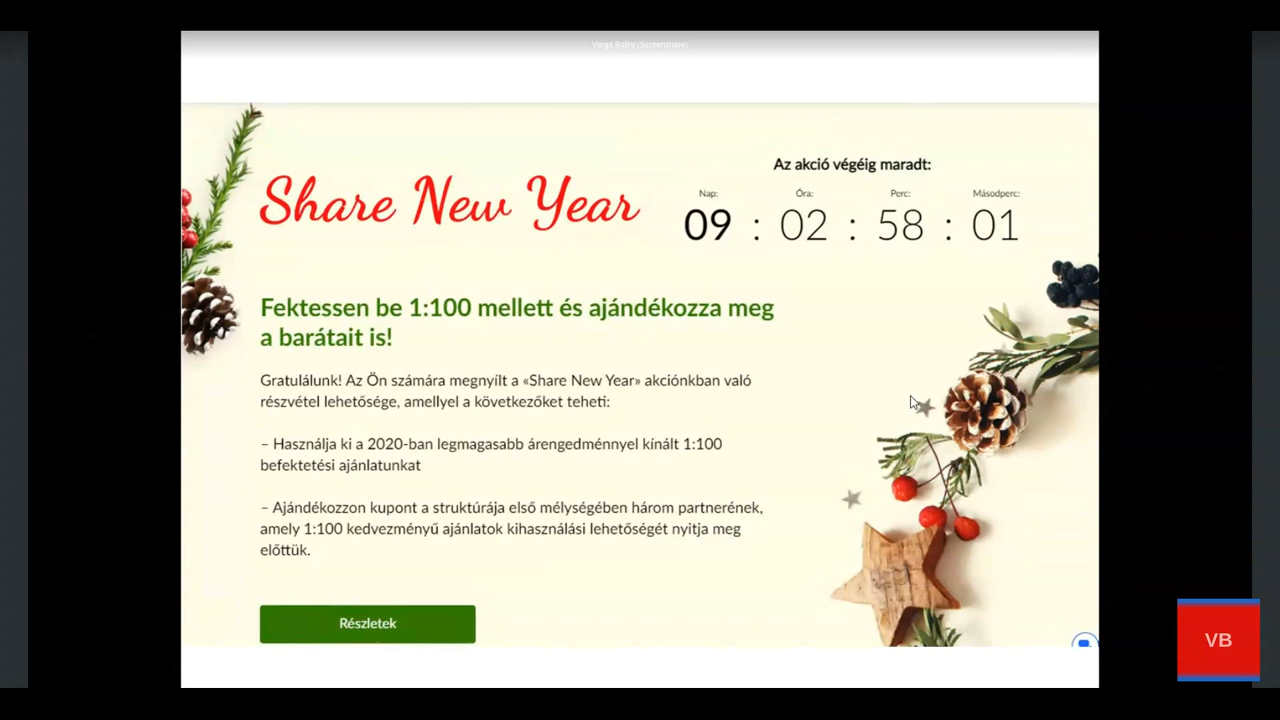 Vanja Bálint (Screenshare)
Az akció végéig maradt:
Share New Year
Nap: Óra: Perc: Másodperc:
09 : 02 : 58 : 01
Fektessen be 1:100 mellett és ajándékozza meg
a barátait is!
Gratulálunk! Az Ön számára megnyílt a «Share New Year» akciónkban való
részvétel lehetősége, amellyel a következőket teheti:
– Használja ki a 2020-ban legmagasabb árengedménnyel kínált 1:100
befektetési ajánlatunkat
– Ajándékozzon kupont a struktúrája első mélységében három partnerének,
amely 1:100 kedvezményű ajánlatok kihasználási lehetőségét nyitja meg
előttük.
Részletek
VB